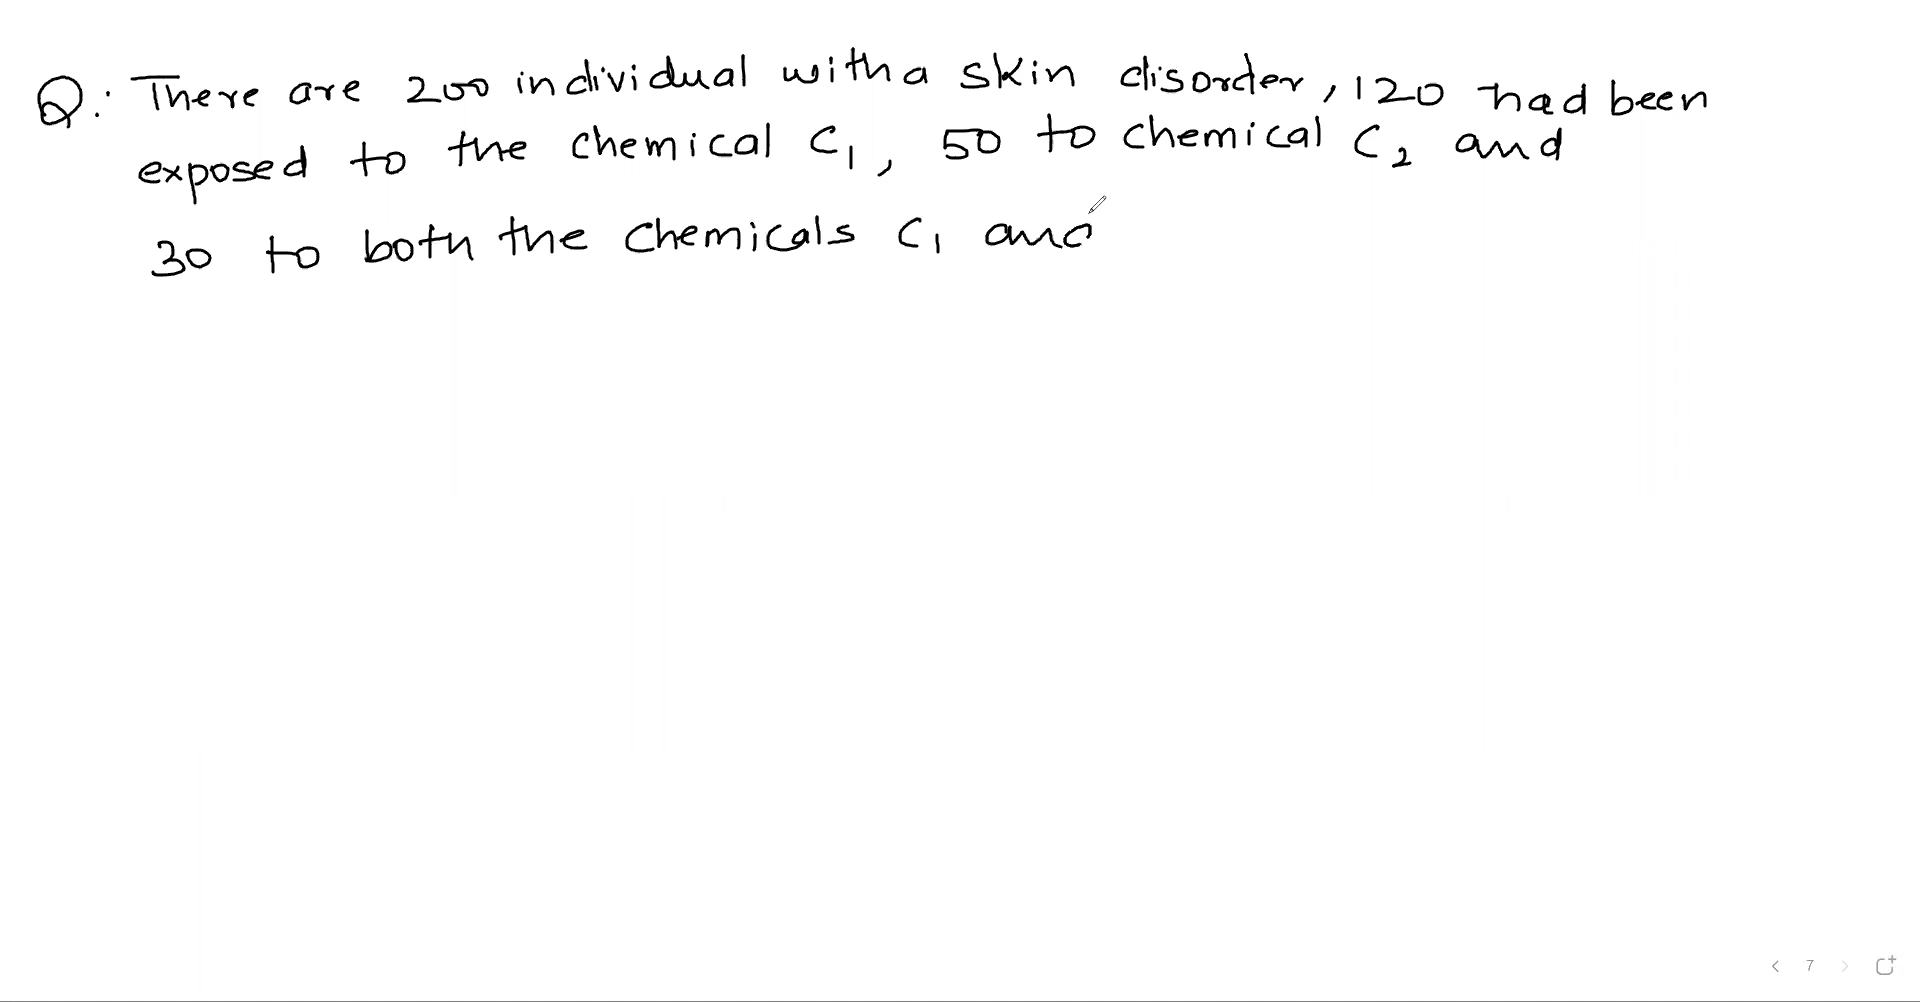 Q: There are 200 individual with a skin disorder, 120 had been
exposed to the chemical C₁, 50 to chemical C₂ and
30 to both the chemicals C₁ and
7